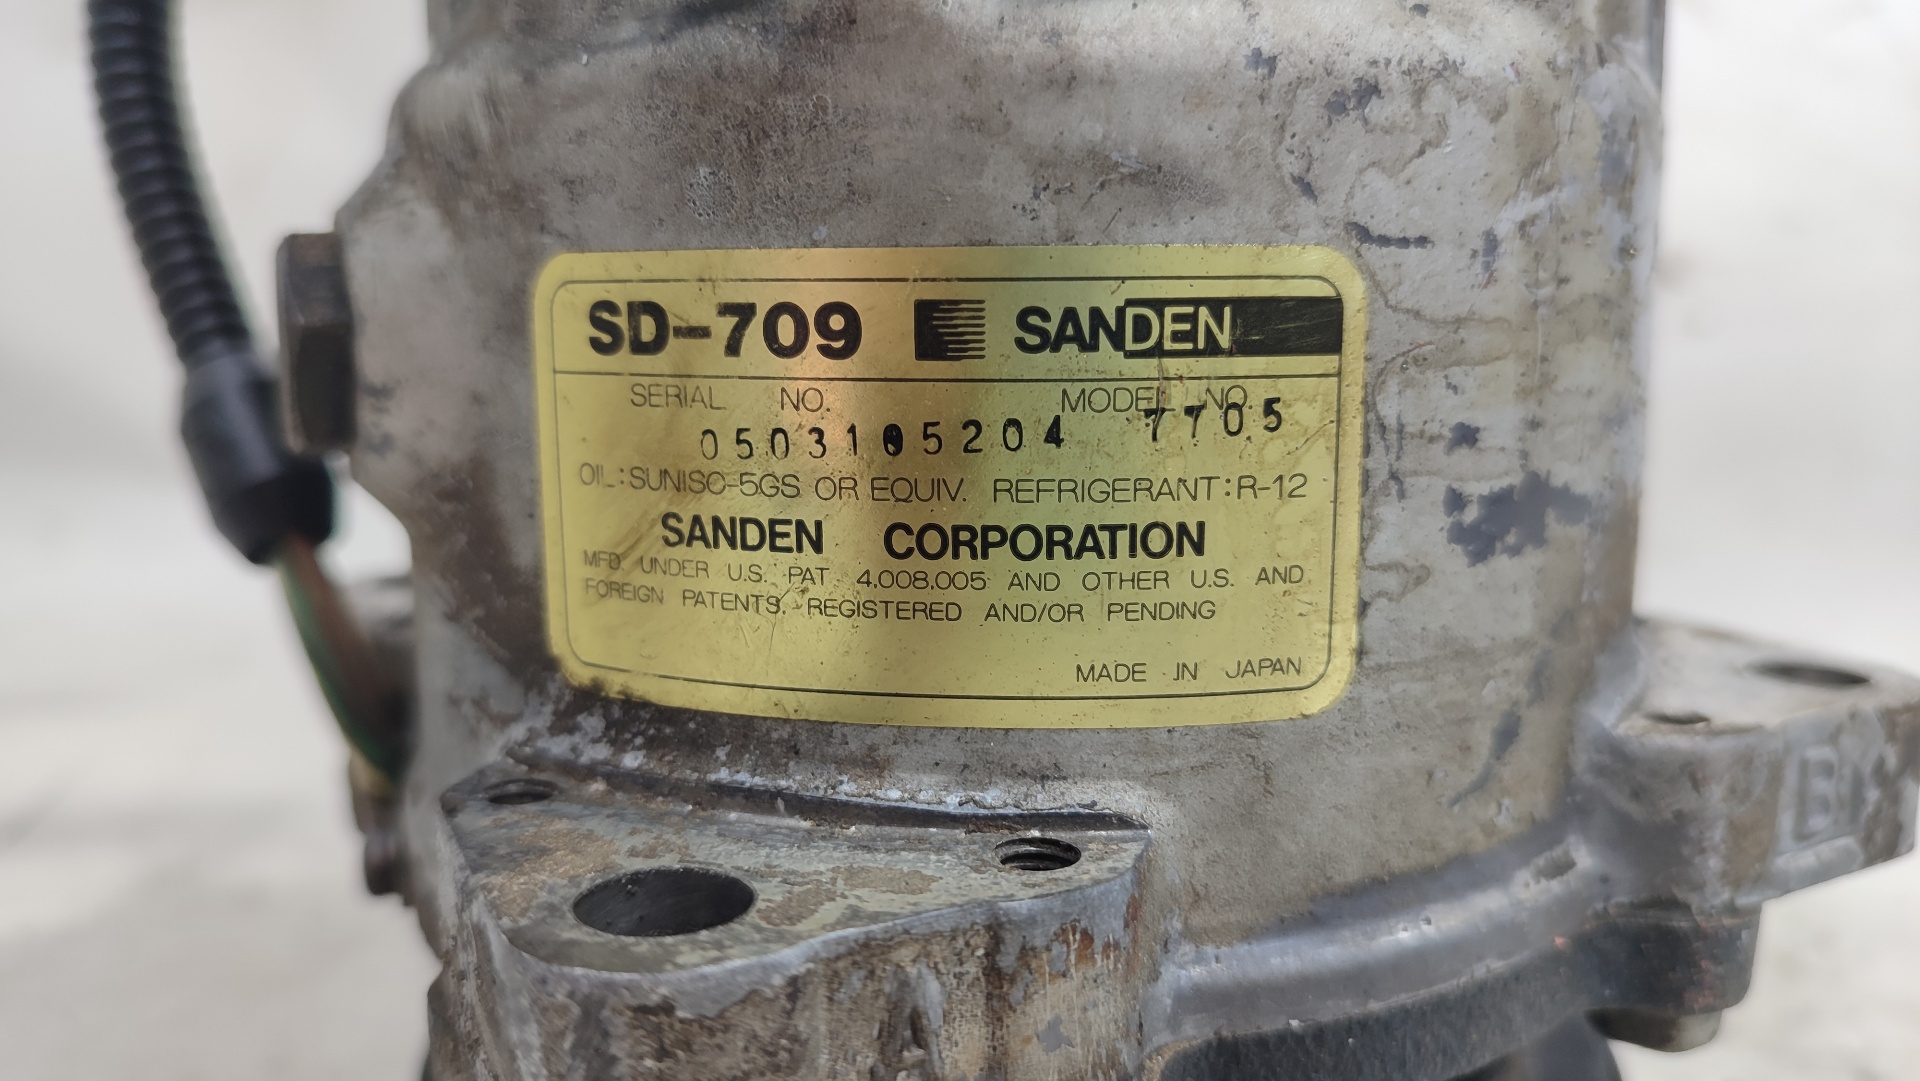 SD-709 SANDEN
SERIAL NO. MODEL NO.
0503105204 7705
OIL:SUNISO-5GS OR EQUIV. REFRIGERANT:R-12
SANDEN CORPORATION
MFD. UNDER U.S. PAT 4.008.005 AND OTHER U.S. AND
FOREIGN PATENTS, REGISTERED AND/OR PENDING
MADE IN JAPAN